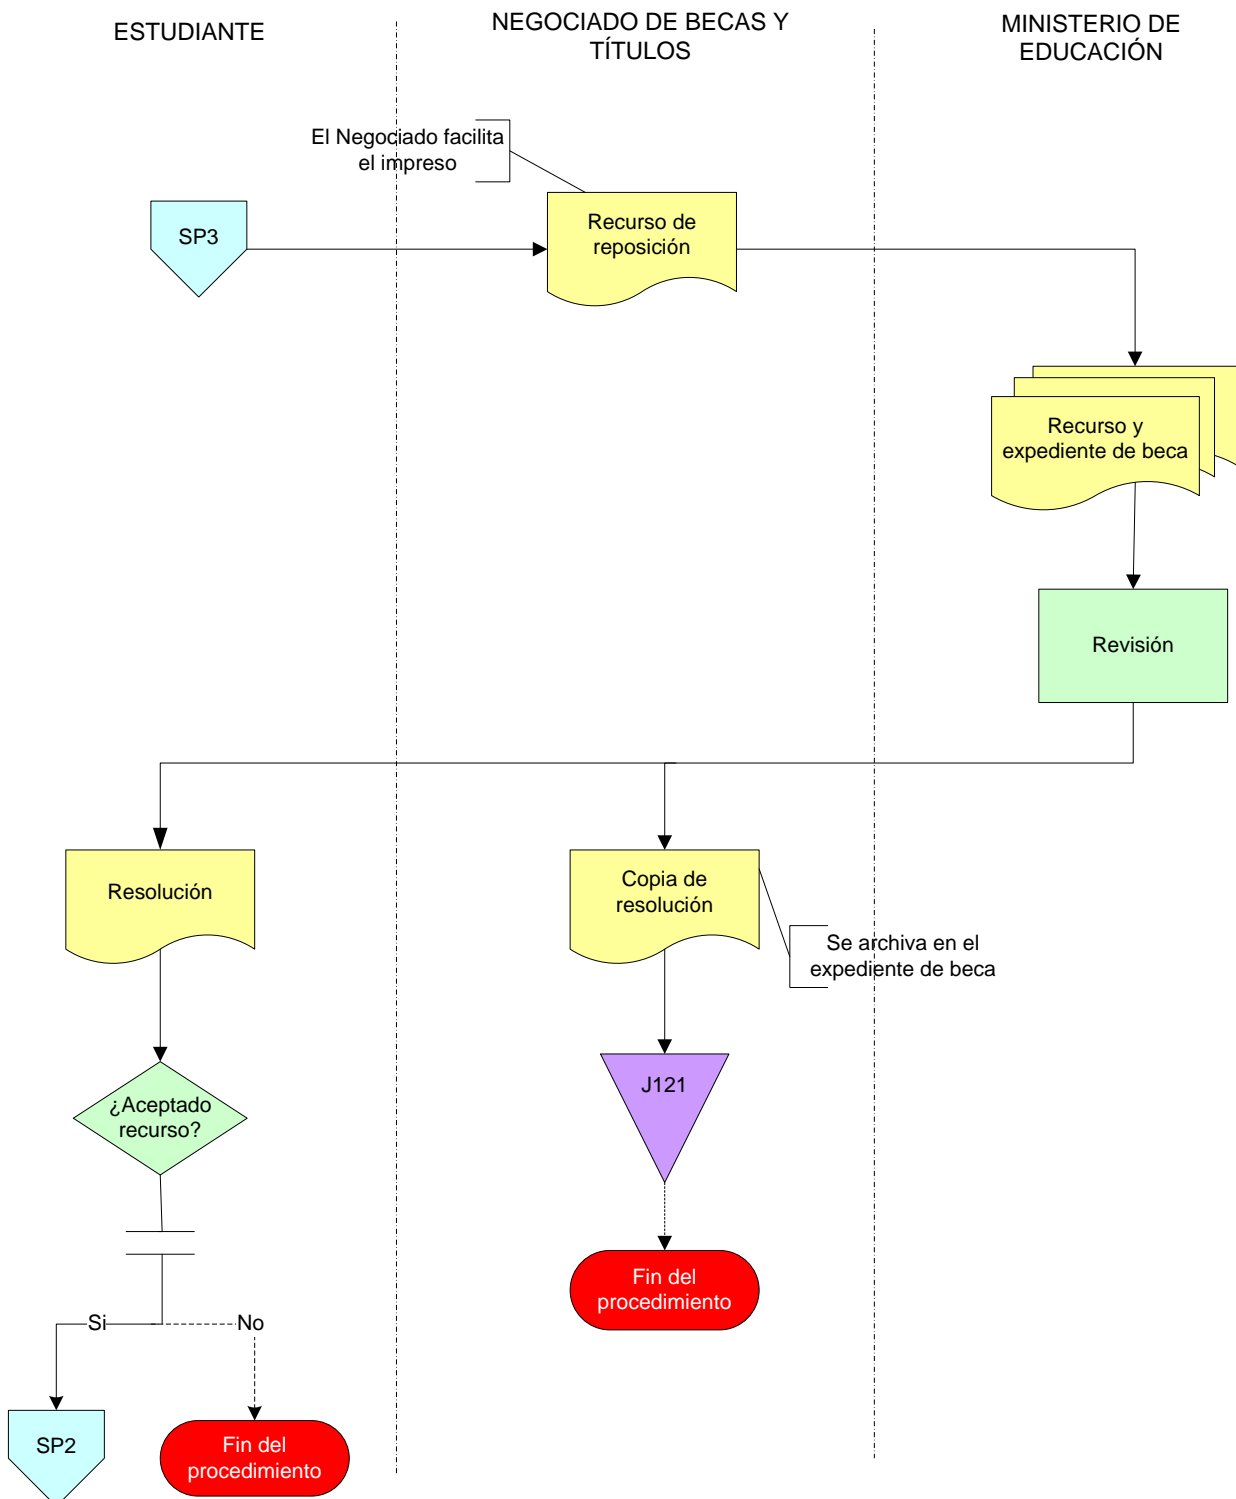 ESTUDIANTE
NEGOCIADO DE BECAS Y
TÍTULOS
MINISTERIO DE
EDUCACIÓN
El Negociado facilita
el impreso
SP3
Recurso de
reposición
Recurso y
expediente de beca
Revisión
Resolución
Copia de
resolución
Se archiva en el
expediente de beca
J121
¿Aceptado
recurso?
Fin del
procedimiento
Si
No
SP2
Fin del
procedimiento